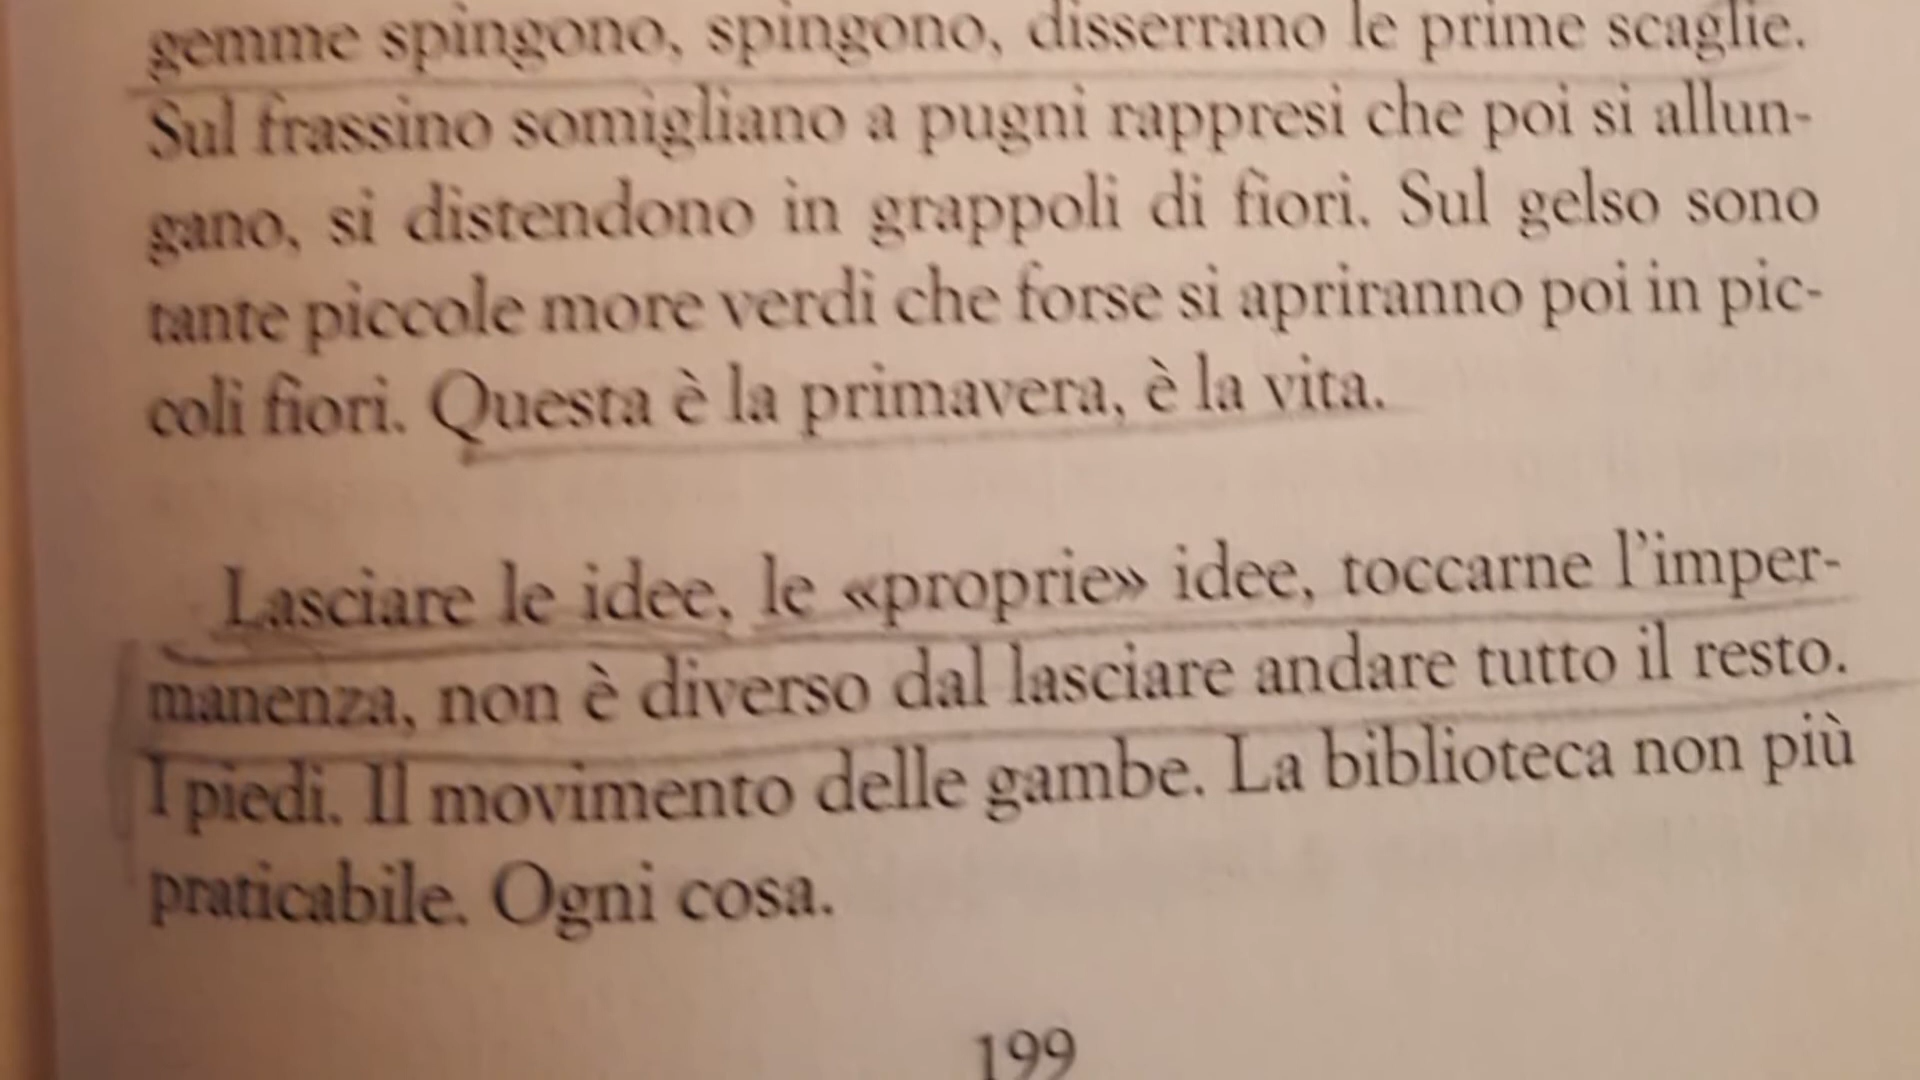 gemme spingono, spingono, disserrano le prime scaglie.
Sul frassino somigliano a pugni rappresi che poi si allun-
gano, si distendono in grappoli di fiori. Sul gelso sono
tante piccole more verdi che forse si apriranno poi in pic-
coli fiori. Questa è la primavera, è la vita.
Lasciare le idee, le «proprie» idee, toccarne l'imper-
manenza, non è diverso dal lasciare andare tutto il resto.
I piedi. Il movimento delle gambe. La biblioteca non più
praticabile. Ogni cosa.
199